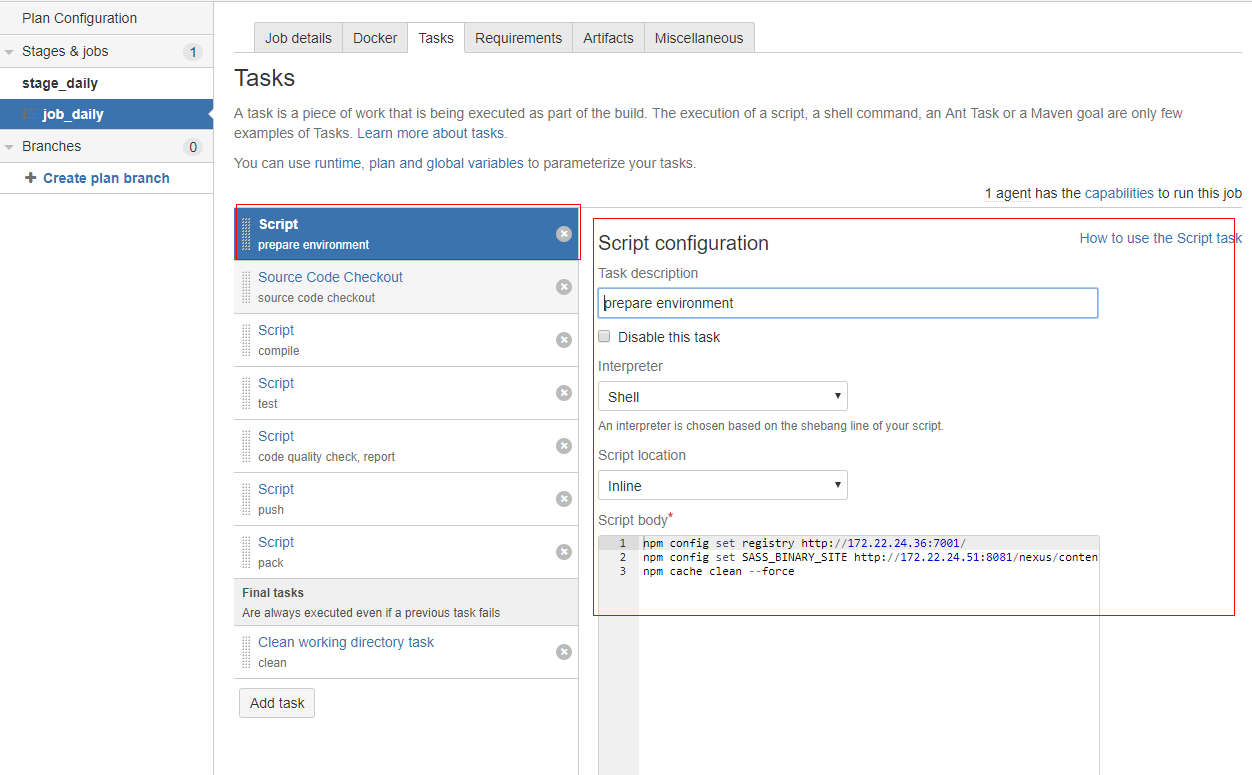 Plan Configuration
Stages & jobs 1
stage_daily
job_daily
Branches 0
Create plan branch
Job details Docker Tasks Requirements Artifacts Miscellaneous
Tasks
A task is a piece of work that is being executed as part of the build. The execution of a script, a shell command, an Ant Task or a Maven goal are only few
examples of Tasks. Learn more about tasks.
You can use runtime, plan and global variables to parameterize your tasks.
1 agent has the capabilities to run this job
Script
prepare environment
Source Code Checkout
source code checkout
Script
compile
Script
test
Script
code quality check, report
Script
push
Script
pack
Final tasks
Are always executed even if a previous task fails
Clean working directory task
clean
Add task
Script configuration
How to use the Script task
Task description
prepare environment
Disable this task
Interpreter
Shell
An interpreter is chosen based on the shebang line of your script.
Script location
Inline
Script body*
1 npm config set registry http://172.22.24.36:7001/
2 npm config set SASS_BINARY_SITE http://172.22.24.51:8081/nexus/conten
3 npm cache clean --force